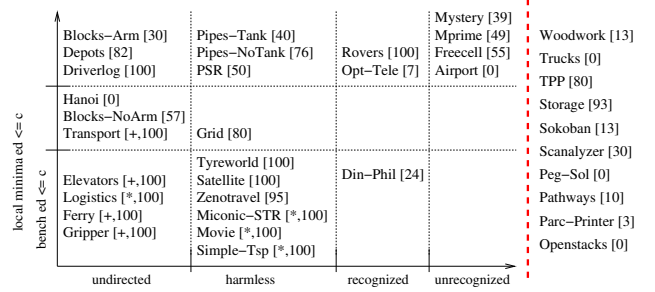 Mystery [39]
Blocks−Arm [30] Pipes−Tank [40] Mprime [49] Woodwork [13]
Depots [82] Pipes−NoTank [76] Rovers [100] Freecell [55] Trucks [0]
Driverlog [100] PSR [50] Opt−Tele [7] Airport [0] TPP [80]
Hanoi [0] Storage [93]
Blocks−NoArm [57]
Transport [+,100] Grid [80] Sokoban [13]
Tyreworld [100] Scanalyzer [30]
Elevators [+,100] Satellite [100] Din−Phil [24] Peg−Sol [0]
Logistics [*,100] Zenotravel [95] Pathways [10]
Ferry [+,100] Miconic−STR [*,100]
Gripper [+,100] Movie [*,100] Parc−Printer [3]
Simple−Tsp [*,100] Openstacks [0]
local minima ed <= c
bench ed <= c
undirected harmless recognized unrecognized